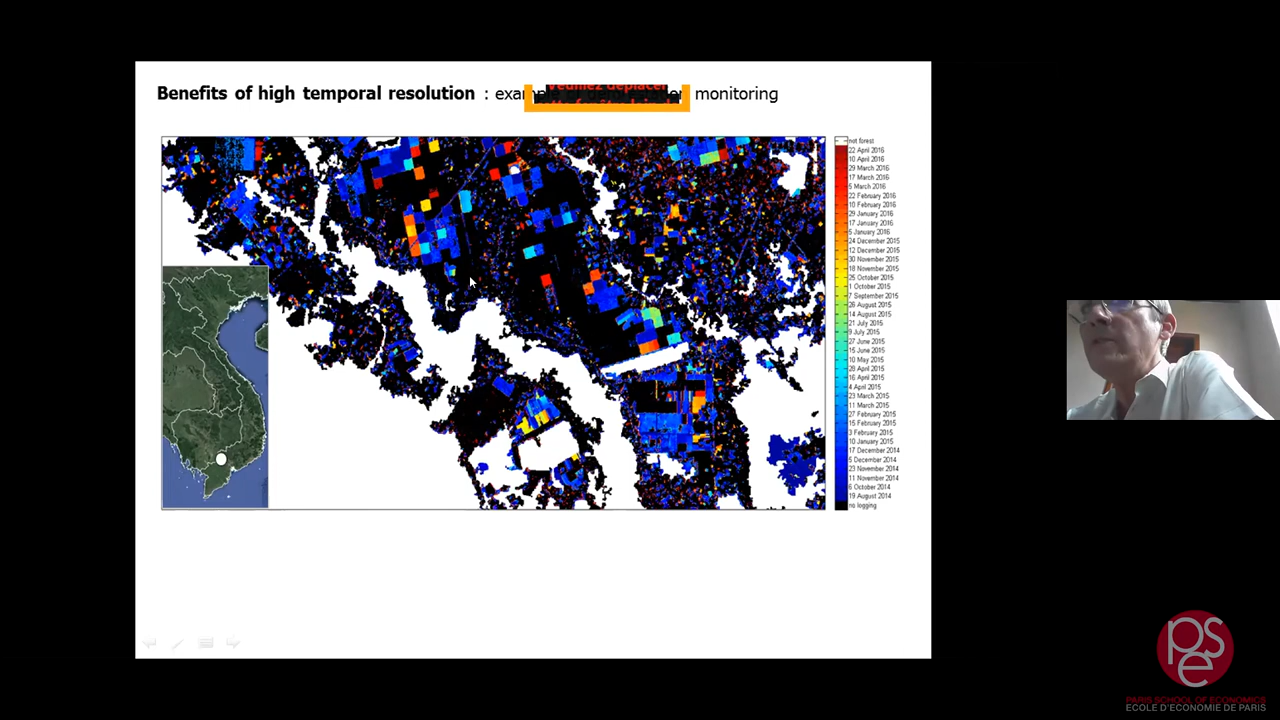 Benefits of high temporal resolution : exam monitoring
Veuillez déplacer
not forest
22 April 2016
10 April 2016
29 March 2016
17 March 2016
5 March 2016
22 February 2016
10 February 2016
29 January 2016
17 January 2016
5 January 2016
24 December 2015
12 December 2015
30 November 2015
18 November 2015
25 October 2015
1 October 2015
7 September 2015
26 August 2015
14 August 2015
21 July 2015
9 July 2015
27 June 2015
15 June 2015
10 May 2015
28 April 2015
16 April 2015
4 April 2015
23 March 2015
11 March 2015
27 February 2015
15 February 2015
3 February 2015
10 January 2015
17 December 2014
5 December 2014
23 November 2014
11 November 2014
6 October 2014
19 August 2014
no logging
pse
PARIS SCHOOL OF ECONOMICS
ECOLE D'ECONOMIE DE PARIS